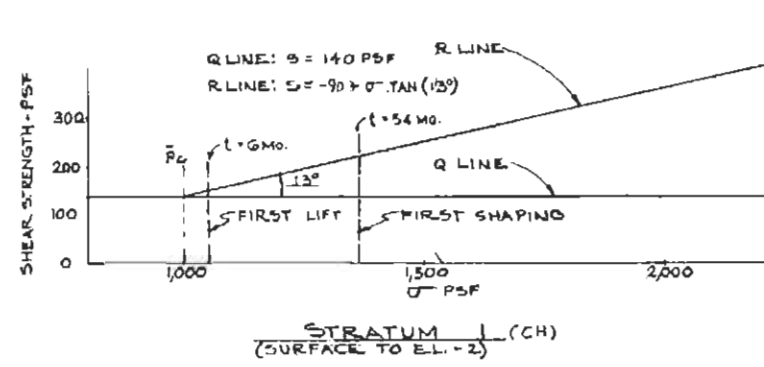 Q LINE: S = 140 PSF
R LINE
R LINE: S = -90 + σ TAN (13°)
SHEAR STRENGTH - PSF
300
t = 54 MO.
t = 6 MO.
200
Q LINE
13°
100
FIRST LIFT
FIRST SHAPING
0
1,000
1,500
2,000
σ PSF
STRATUM 1 (CH)
(SURFACE TO EL. -2)